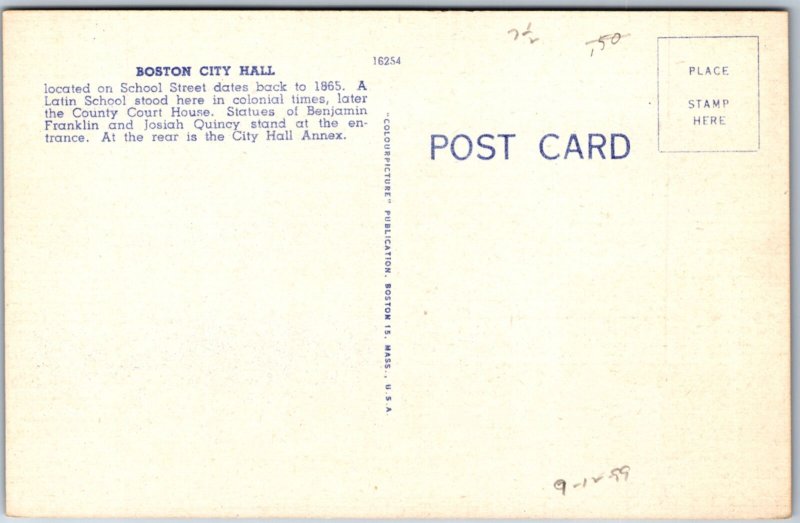 BOSTON CITY HALL
located on School Street dates back to 1865. A
Latin School stood here in colonial times, later
the County Court House. Statues of Benjamin
Franklin and Josiah Quincy stand at the en-
trance. At the rear is the City Hall Annex.
16254
"COLOURPICTURE" PUBLICATION, BOSTON 15, MASS., U.S.A
.50
POST CARD
PLACE
STAMP
HERE
9-12-99